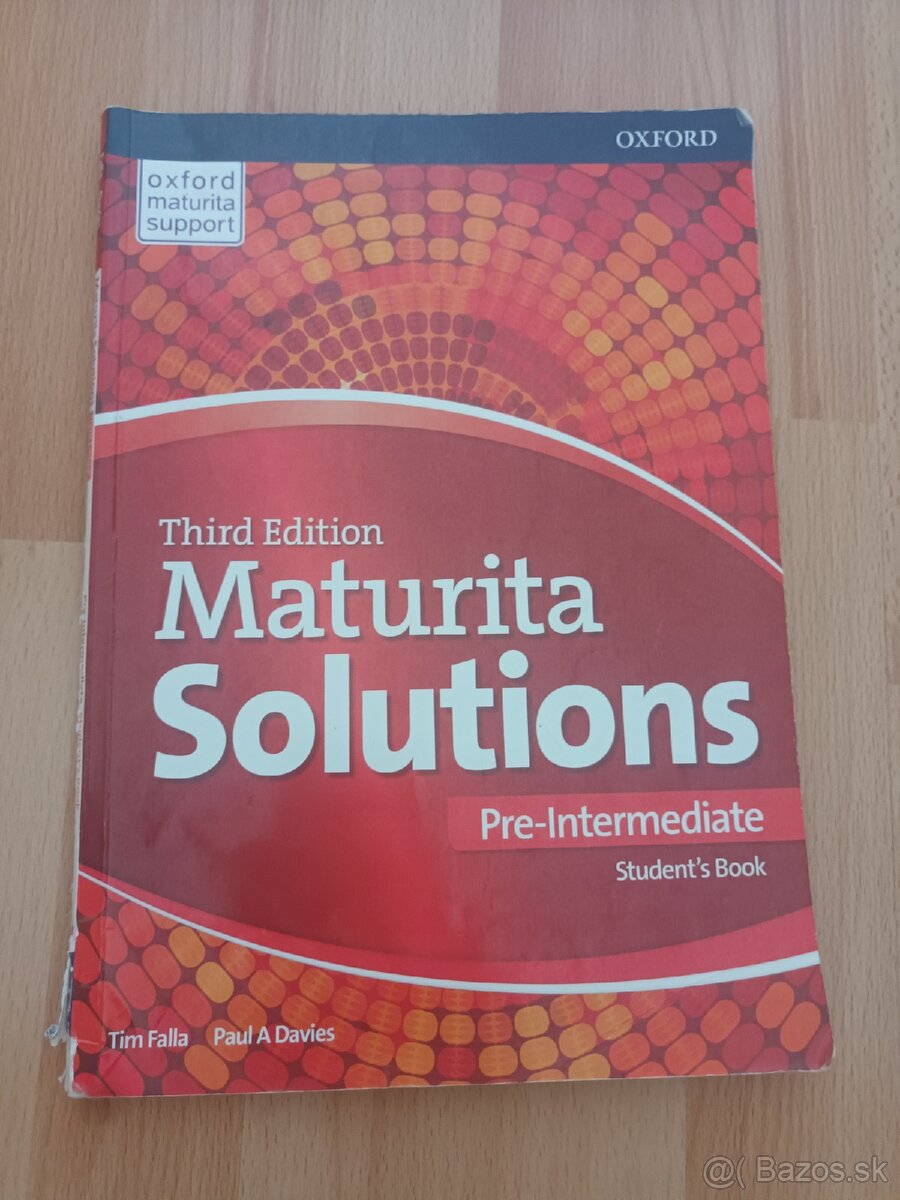 OXFORD
oxford
maturita
support
Third Edition
Maturita
Solutions
Pre-Intermediate
Student's Book
Tim Falla Paul A Davies
@( Bazos.sk